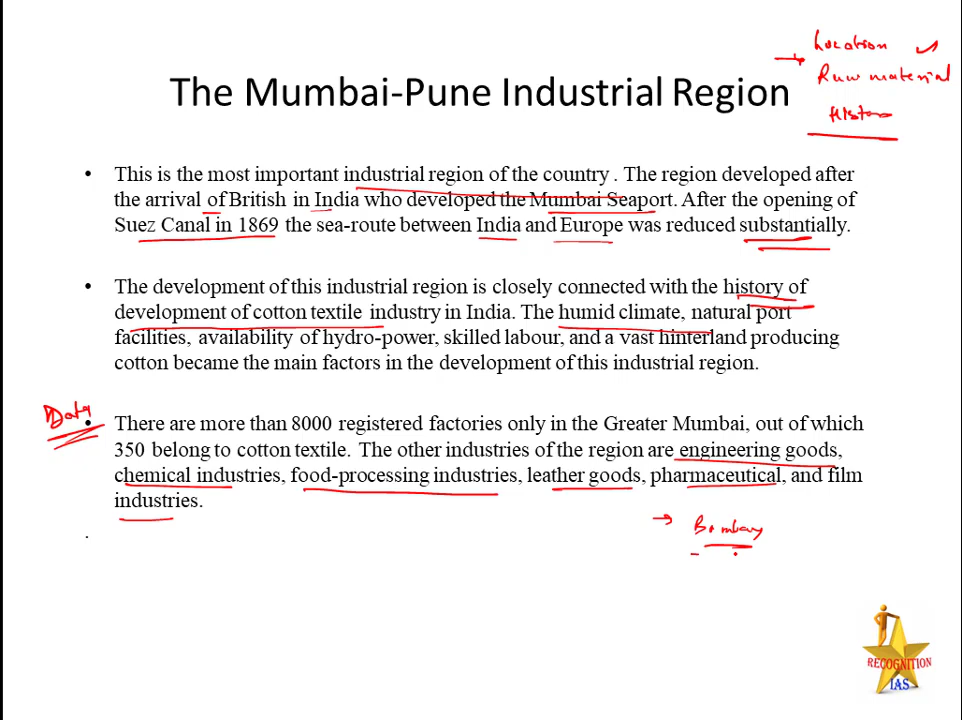 Location
Raw material
History
The Mumbai-Pune Industrial Region
• This is the most important industrial region of the country . The region developed after
the arrival of British in India who developed the Mumbai Seaport. After the opening of
Suez Canal in 1869 the sea-route between India and Europe was reduced substantially.
• The development of this industrial region is closely connected with the history of
development of cotton textile industry in India. The humid climate, natural port
facilities, availability of hydro-power, skilled labour, and a vast hinterland producing
cotton became the main factors in the development of this industrial region.
Data
• There are more than 8000 registered factories only in the Greater Mumbai, out of which
350 belong to cotton textile. The other industries of the region are engineering goods,
chemical industries, food-processing industries, leather goods, pharmaceutical, and film
industries.
→ Bombay
.
RECOGNITION
IAS